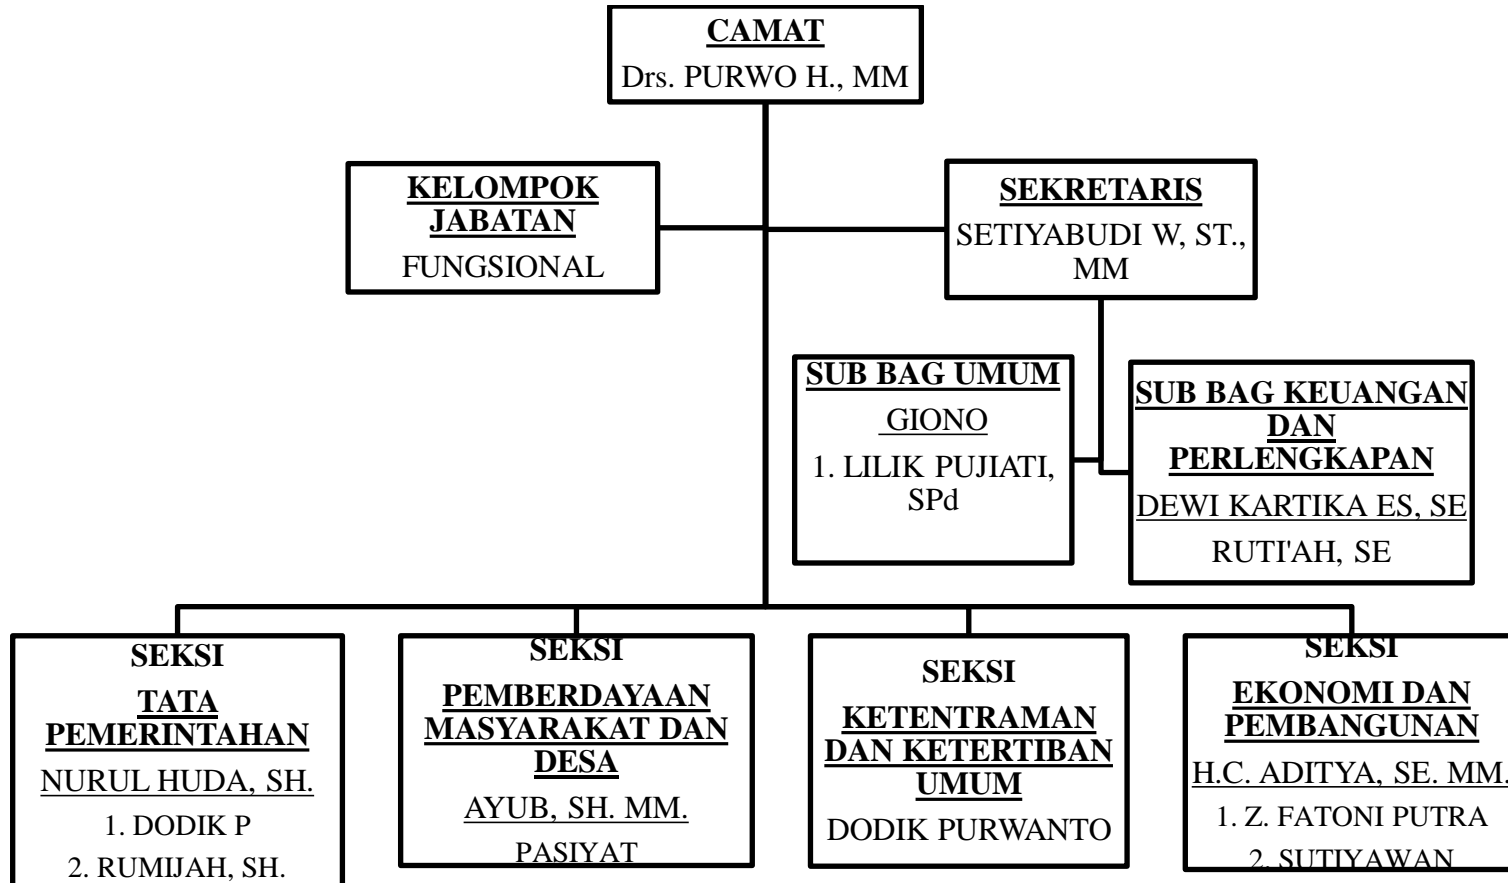 CAMAT
Drs. PURWO H., MM
KELOMPOK
JABATAN
FUNGSIONAL
SEKRETARIS
SETIYABUDI W, ST.,
MM
SUB BAG UMUM
GIONO
1. LILIK PUJIATI,
SPd
SUB BAG KEUANGAN
DAN
PERLENGKAPAN
DEWI KARTIKA ES, SE
RUTI'AH, SE
SEKSI
TATA
PEMERINTAHAN
NURUL HUDA, SH.
1. DODIK P
2. RUMIJAH, SH.
SEKSI
PEMBERDAYAAN
MASYARAKAT DAN
DESA
AYUB, SH. MM.
PASIYAT
SEKSI
KETENTRAMAN
DAN KETERTIBAN
UMUM
DODIK PURWANTO
SEKSI
EKONOMI DAN
PEMBANGUNAN
H.C. ADITYA, SE. MM.
1. Z. FATONI PUTRA
2. SUTIYAWAN